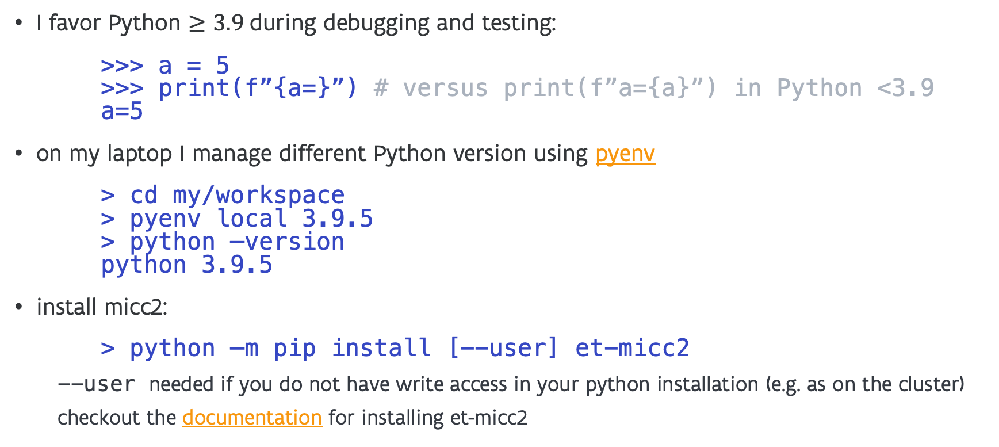 • I favor Python ≥ 3.9 during debugging and testing:
>>> a = 5
>>> print(f”{a=}”) # versus print(f”a={a}”) in Python <3.9
a=5
• on my laptop I manage different Python version using pyenv
> cd my/workspace
> pyenv local 3.9.5
> python –version
python 3.9.5
• install micc2:
> python –m pip install [--user] et-micc2
--user needed if you do not have write access in your python installation (e.g. as on the cluster)
checkout the documentation for installing et-micc2